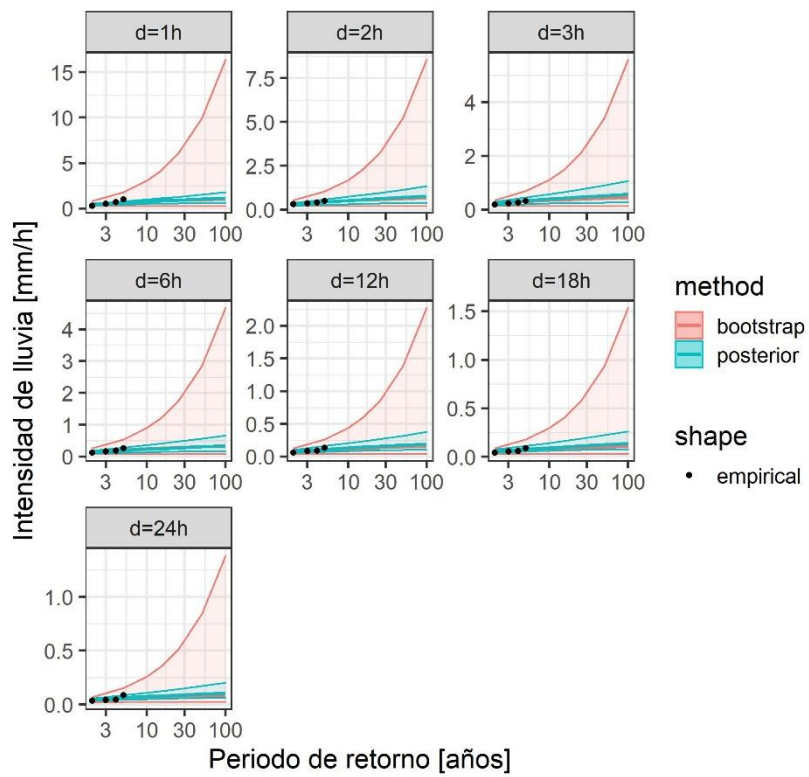 d=1h
d=2h
d=3h
15
10
5
0
7.5
5.0
2.5
0.0
4
2
0
3 10 30 100
3 10 30 100
3 10 30 100
d=6h
d=12h
d=18h
4
3
2
1
0
2.0
1.5
1.0
0.5
0.0
1.5
1.0
0.5
0.0
3 10 30 100
3 10 30 100
3 10 30 100
d=24h
1.0
0.5
0.0
3 10 30 100
Intensidad de lluvia [mm/h]
Periodo de retorno [años]
method
bootstrap
posterior
shape
empirical